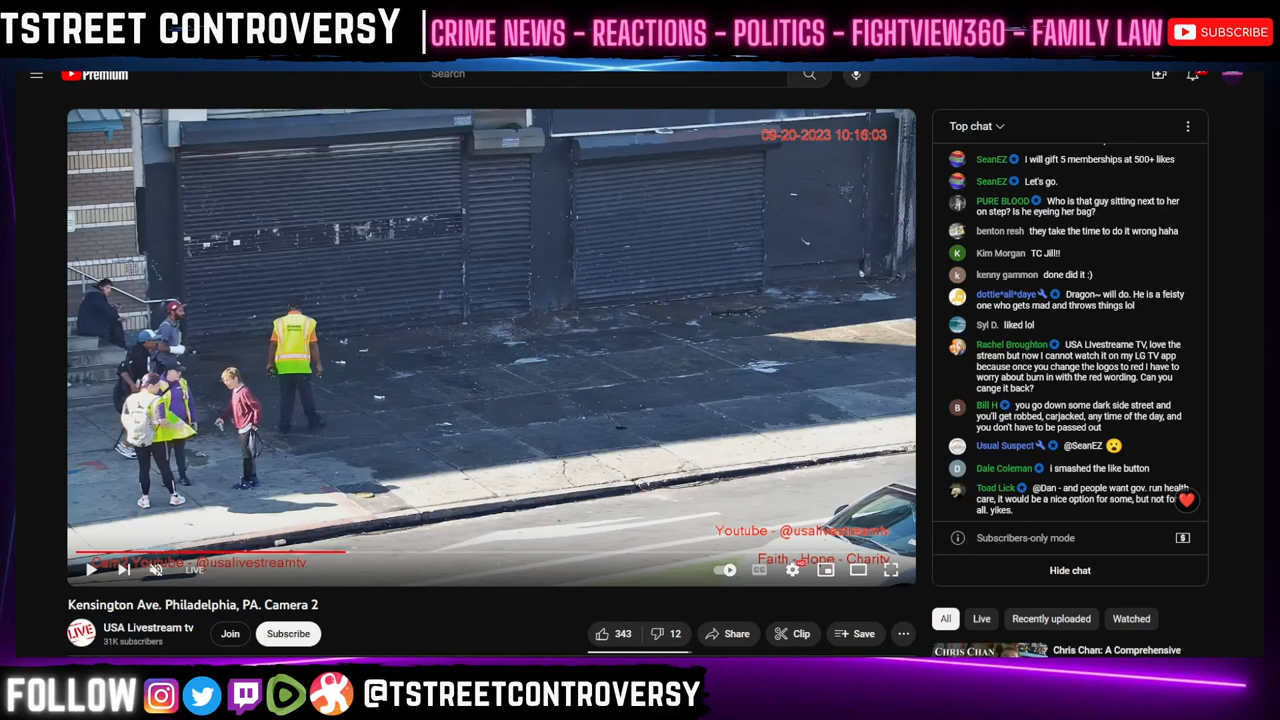 TSTREET CONTROVERSY
CRIME NEWS - REACTIONS - POLITICS - FIGHTVIEW360 - FAMILY LAW
SUBSCRIBE
Premium
Search
09-20-2023 10:16:03
Youtube - @usalivestreamtv
Faith - Hope - Charity
Cam 2 Youtube - @usalivestreamtv
LIVE
CC
Kensington Ave. Philadelphia, PA. Camera 2
LIVE
USA Livestream tv
31K subscribers
Join
Subscribe
343
12
Share
Clip
Save
Top chat
SeanEZ I will gift 5 memberships at 500+ likes
SeanEZ Let's go.
PURE BLOOD Who is that guy sitting next to her
on step? Is he eyeing her bag?
benton resh they take the time to do it wrong haha
K
Kim Morgan TC Jill!!
kenny gammon done did it :)
dottie*all*daye Dragon~ will do. He is a feisty
one who gets mad and throws things lol
Syl D. liked lol
Rachel Broughton USA LIvestreame TV, love the
stream but now I cannot watch it on my LG TV app
because once you change the logos to red I have to
worry about burn in with the red wording. Can you
cange it back?
B
Bill H you go down some dark side street and
you'll get robbed, carjacked, any time of the day, and
you don't have to be passed out
Usual Suspect @SeanEZ 😮
D
Dale Coleman i smashed the like button
Toad Lick @Dan - and people want gov. run health
care, it would be a nice option for some, but not for
all. yikes.
Subscribers-only mode
Hide chat
All
Live
Recently uploaded
Watched
CHRIS CHAN
Chris Chan: A Comprehensive
FOLLOW
@TSTREETCONTROVERSY